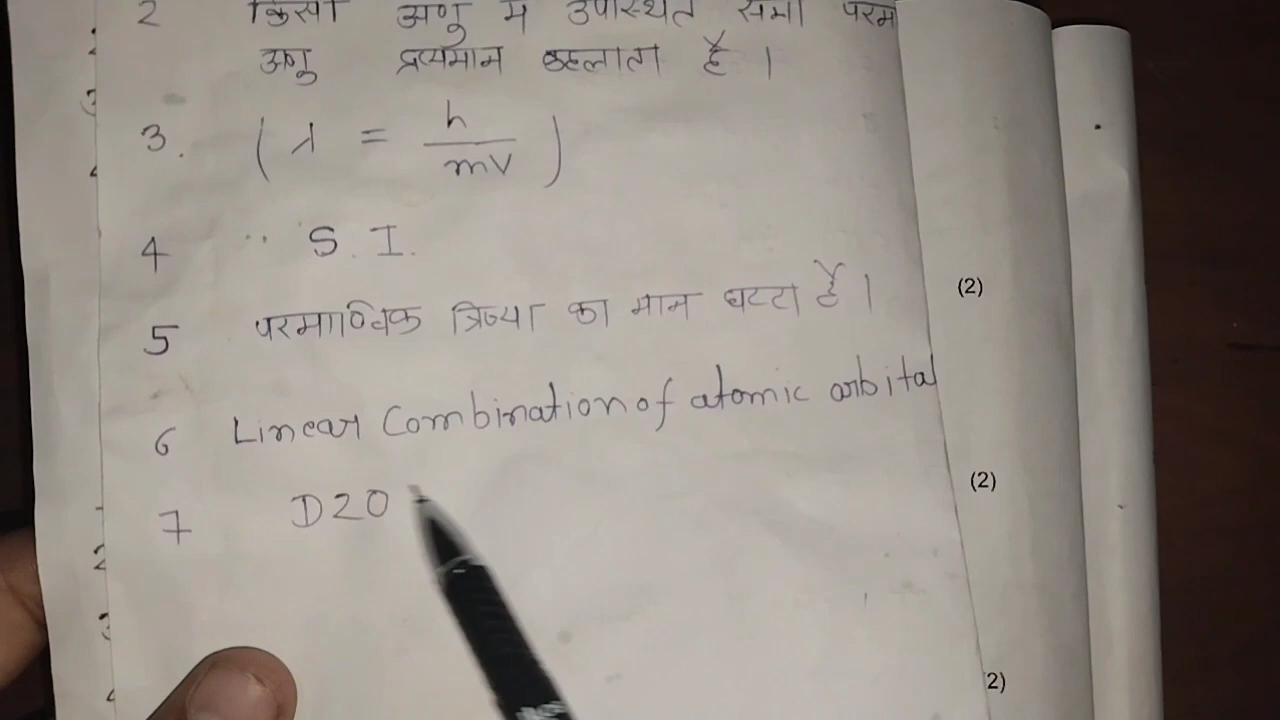 2 किसी अणु में उपस्थित सभी परम
अणु द्रव्यमान कहलाता है ।
3. ( λ = h / mv )
4 S. I.
5 परमाण्विक त्रिज्या का मान घटता है । (2)
6 Linear Combination of atomic orbital
7 D2O (2)
2)